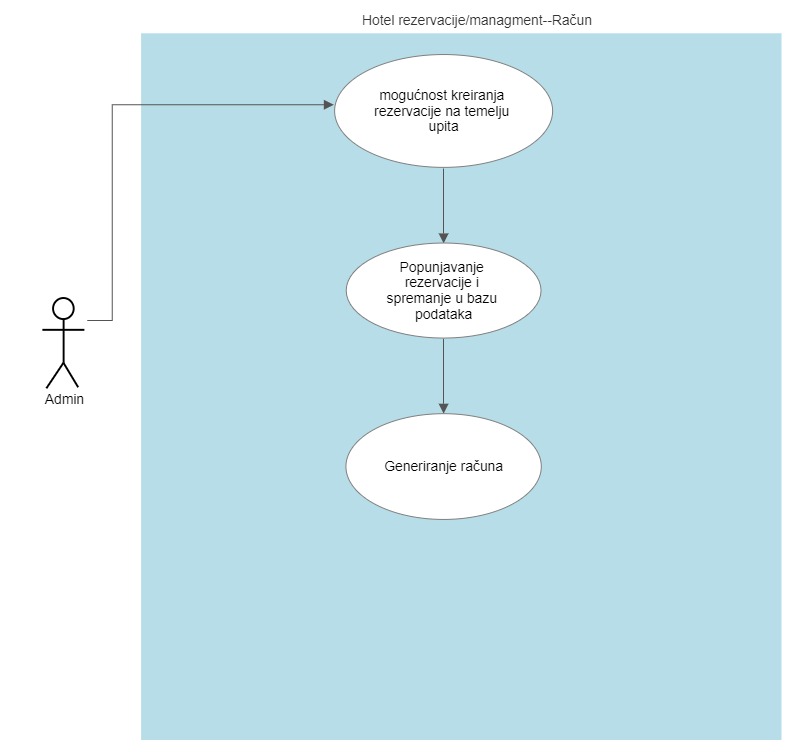 Hotel rezervacije/managment--Račun
mogućnost kreiranja
rezervacije na temelju
upita
Popunjavanje
rezervacije i
spremanje u bazu
podataka
Admin
Generiranje računa